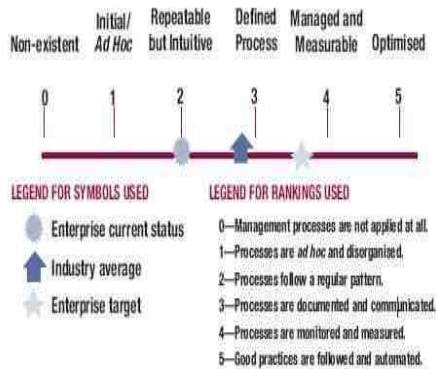 Non-existent
Initial/
Ad Hoc
Repeatable
but Intuitive
Defined
Process
Managed and
Measurable
Optimised
0 1 2 3 4 5
LEGEND FOR SYMBOLS USED
Enterprise current status
Industry average
Enterprise target
LEGEND FOR RANKINGS USED
0—Management processes are not applied at all.
1—Processes are ad hoc and disorganised.
2—Processes follow a regular pattern.
3—Processes are documented and communicated.
4—Processes are monitored and measured.
5—Good practices are followed and automated.